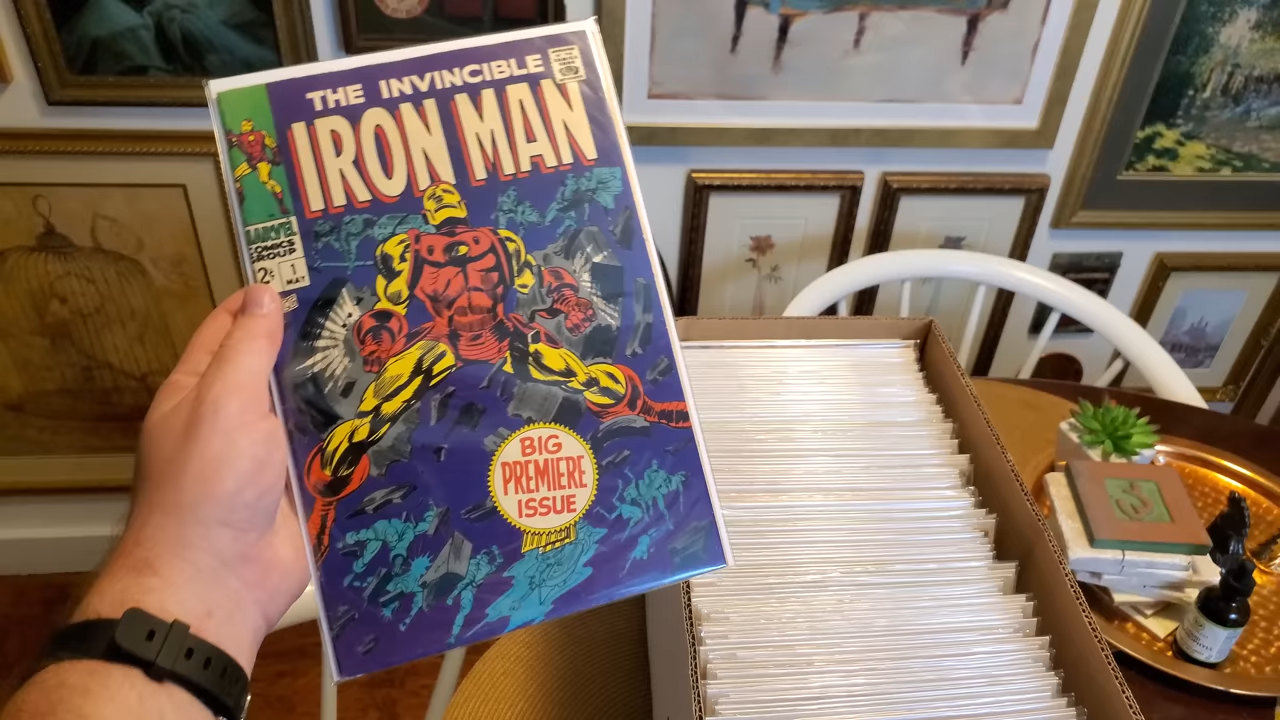 THE INVINCIBLE
IRON MAN
MARVEL
COMICS
GROUP
12¢
1
MAY
BIG
PREMIERE
ISSUE